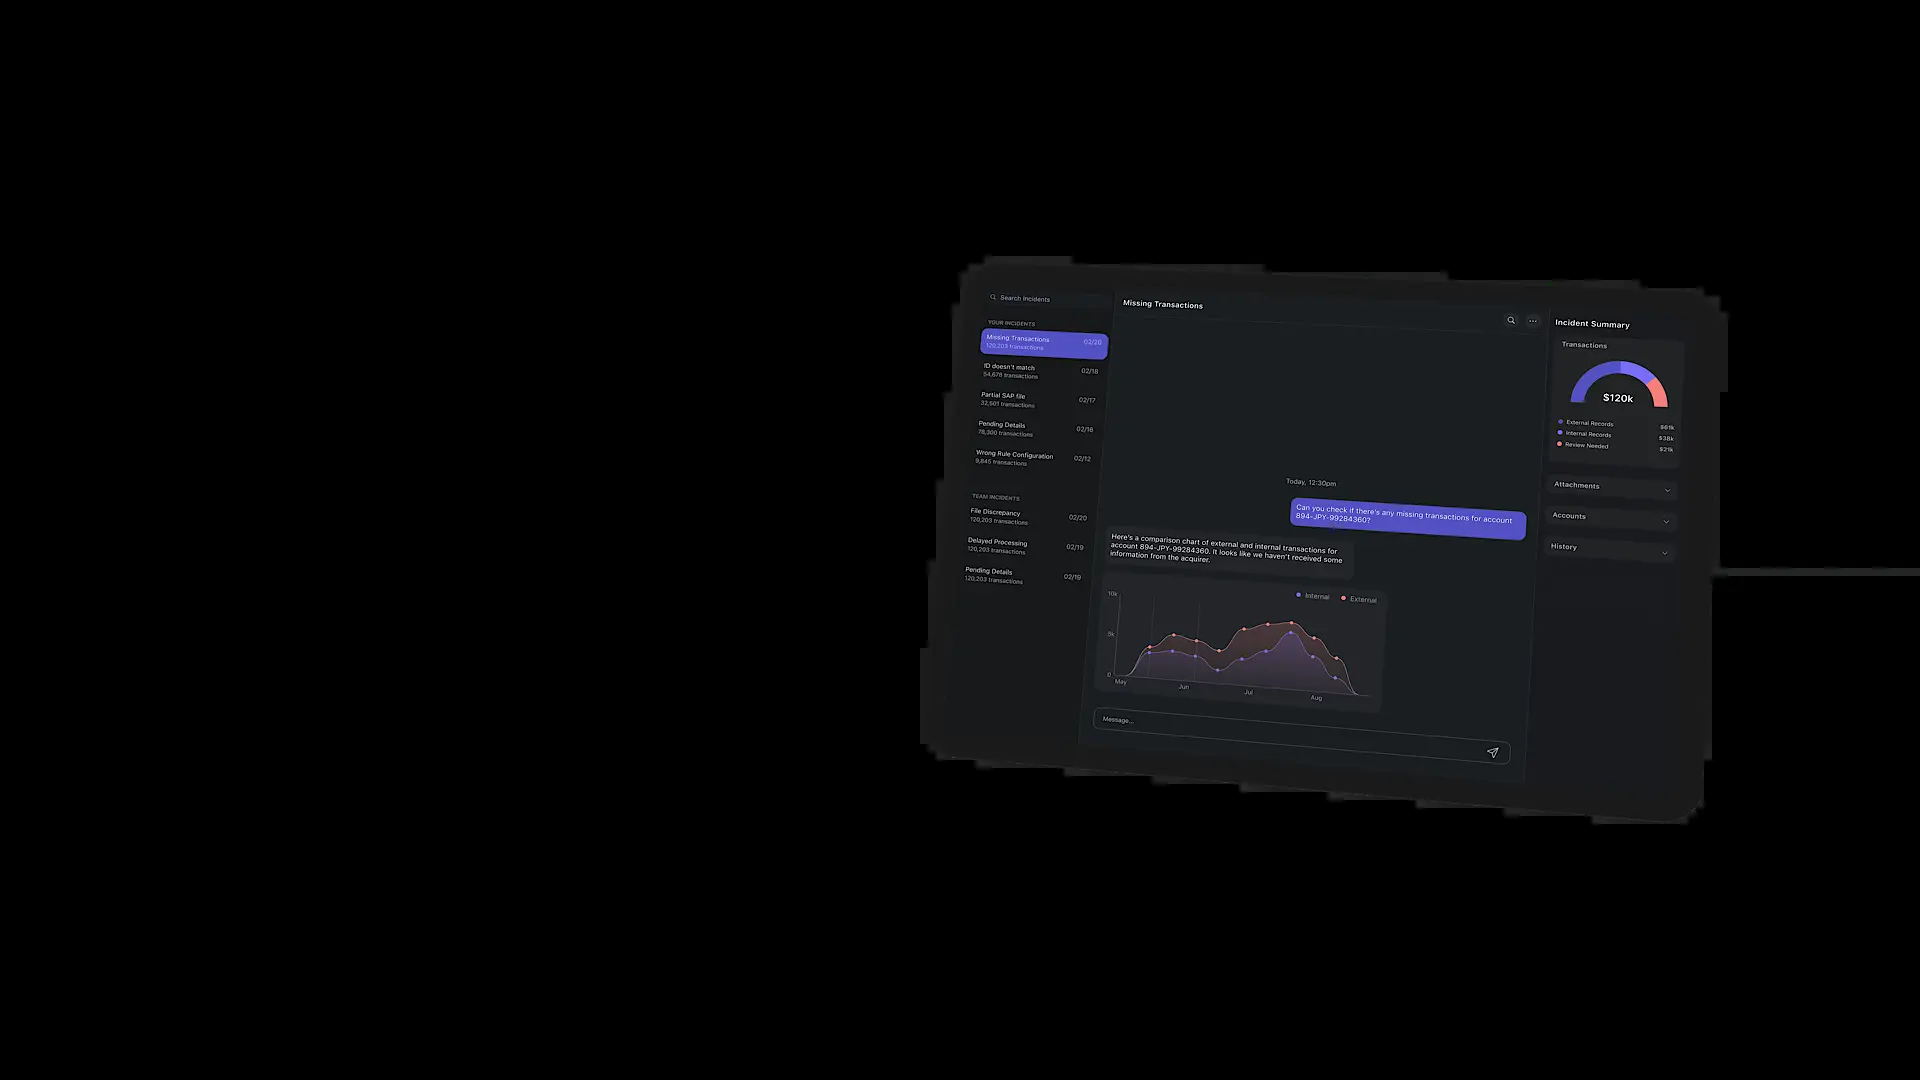 Search Incidents
YOUR INCIDENTS
Missing Transactions 02/20
120,203 transactions
ID doesn't match 02/18
54,678 transactions
Partial SAP file 02/17
32,601 transactions
Pending Details 02/16
78,300 transactions
Wrong Rule Configuration 02/12
9,845 transactions
TEAM INCIDENTS
File Discrepancy 02/20
120,203 transactions
Delayed Processing 02/19
120,203 transactions
Pending Details 02/19
120,203 transactions
Missing Transactions
Today, 12:30pm
Can you check if there's any missing transactions for account
894-JPY-99284360?
Here's a comparison chart of external and internal transactions for
account 894-JPY-99284360. It looks like we haven't received some
information from the acquirer.
Internal External
10k
5k
0
May Jun Jul Aug
Message...
Incident Summary
Transactions
$120k
External Records $61k
Internal Records $38k
Review Needed $21k
Attachments
Accounts
History